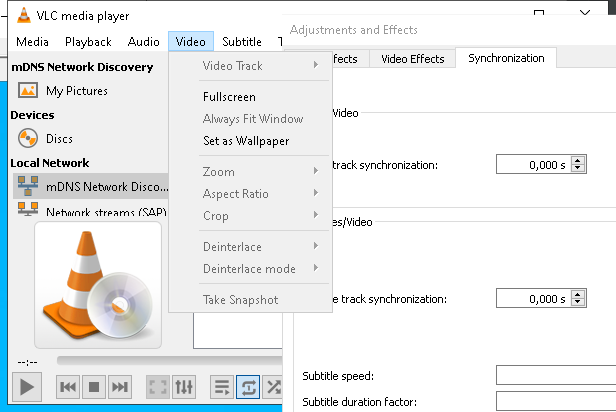 VLC media player
Media Playback Audio Video Subtitle
mDNS Network Discovery
My Pictures
Devices
Discs
Local Network
mDNS Network Disco...
Network streams (SAP)
--:--
Video Track
Fullscreen
Always Fit Window
Set as Wallpaper
Zoom
Aspect Ratio
Crop
Deinterlace
Deinterlace mode
Take Snapshot
Adjustments and Effects
Video Effects
Synchronization
/Video
track synchronization:
0,000 s
/Video
track synchronization:
0,000 s
Subtitle speed:
Subtitle duration factor: